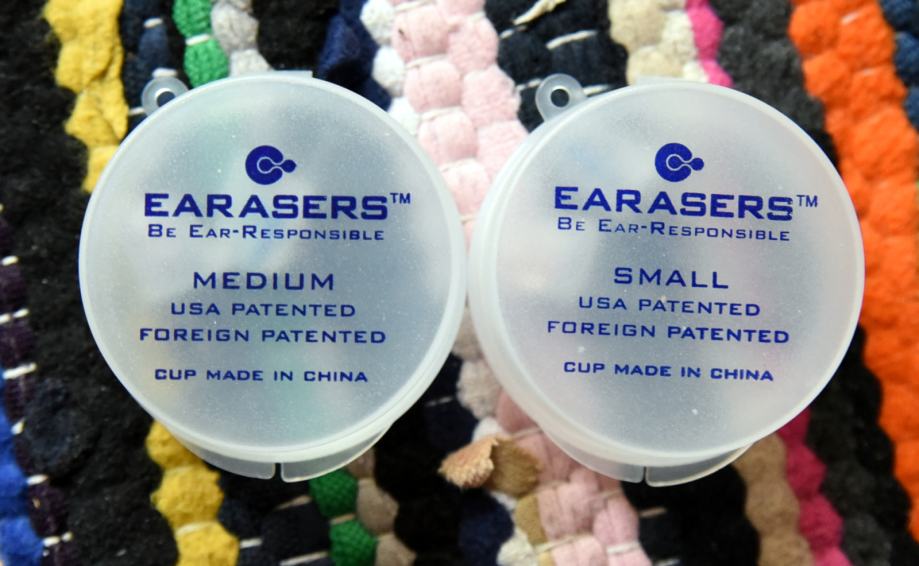 EARASERS™
BE EAR-RESPONSIBLE
MEDIUM
USA PATENTED
FOREIGN PATENTED
CUP MADE IN CHINA
EARASERS™
BE EAR-RESPONSIBLE
SMALL
USA PATENTED
FOREIGN PATENTED
CUP MADE IN CHINA